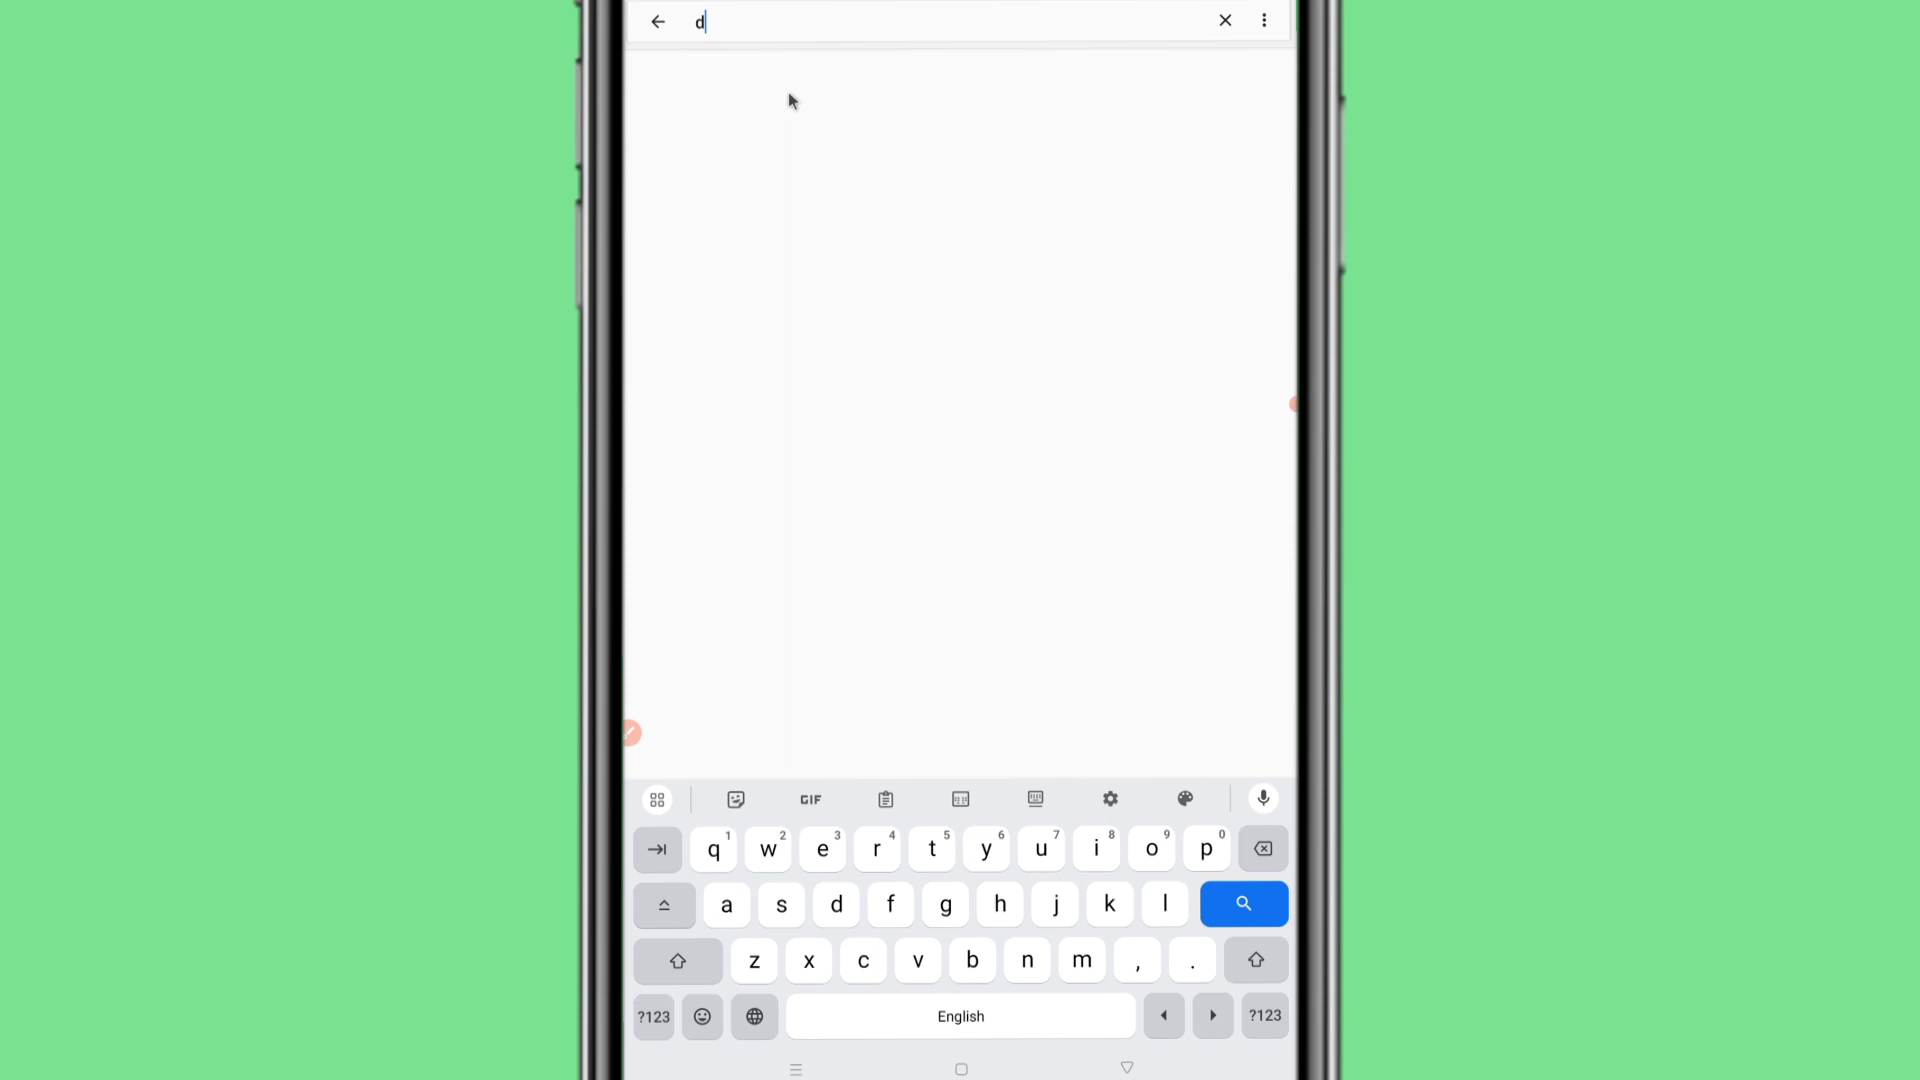 d
GIF
q 1 w 2 e 3 r 4 t 5 y 6 u 7 i 8 o 9 p 0
a s d f g h j k l
z x c v b n m , .
?123 English ?123